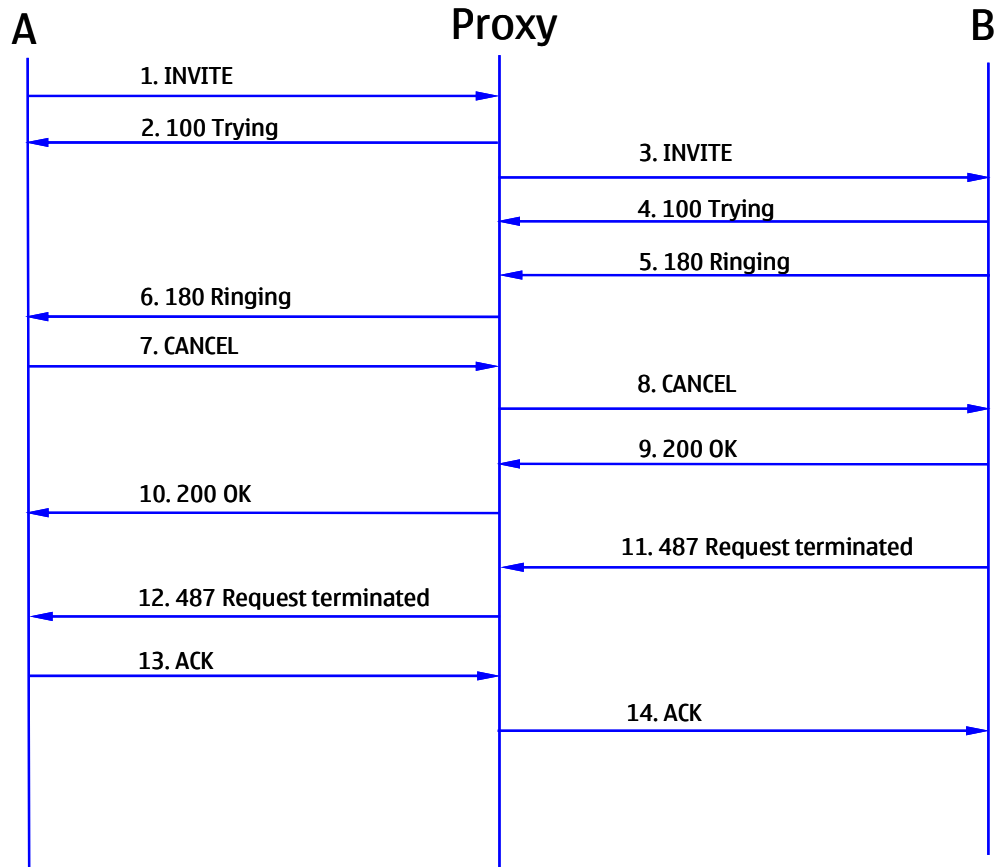 A
Proxy
B
1. INVITE
2. 100 Trying
3. INVITE
4. 100 Trying
5. 180 Ringing
6. 180 Ringing
7. CANCEL
8. CANCEL
9. 200 OK
10. 200 OK
11. 487 Request terminated
12. 487 Request terminated
13. ACK
14. ACK